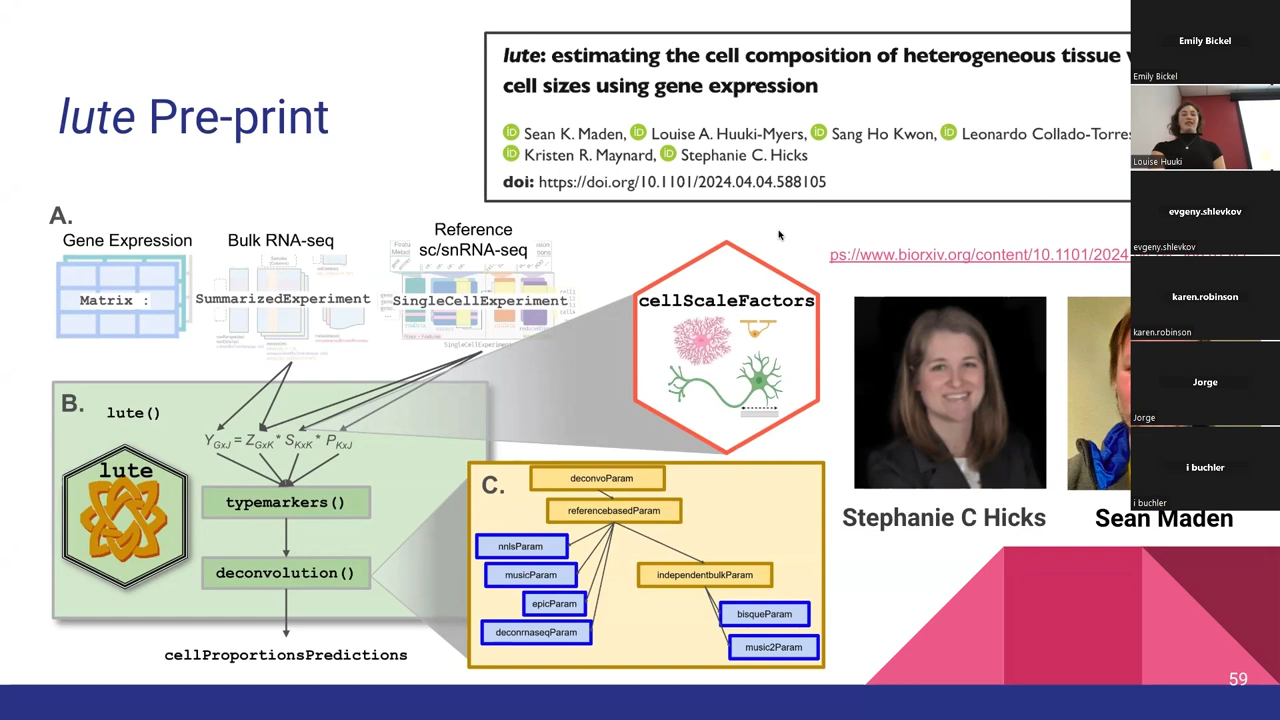 lute Pre-print
lute: estimating the cell composition of heterogeneous tissue
cell sizes using gene expression
Sean K. Maden, Louise A. Huuki-Myers, Sang Ho Kwon, Leonardo Collado-Torres
Kristen R. Maynard, Stephanie C. Hicks
doi: https://doi.org/10.1101/2024.04.04.588105
A.
Gene Expression
Matrix :
Bulk RNA-seq
SummarizedExperiment
Reference
sc/snRNA-seq
SingleCellExperiment
SingleCellExperiment
cellScaleFactors
ps://www.biorxiv.org/content/10.1101/2024
B.
lute()
lute
Y_GxJ = Z_GxK * S_KxK * P_KxJ
typemarkers()
deconvolution()
cellProportionsPredictions
C.
deconvoParam
referencebasedParam
nnlsParam
musicParam
epicParam
deconrnaseqParam
independentbulkParam
bisqueParam
music2Param
Stephanie C Hicks
Sean Maden
59
Emily Bickel
Emily Bickel
Louise Huuki
evgeny.shlevkov
evgeny.shlevkov
karen.robinson
karen.robinson
Jorge
Jorge
i buchler
i buchler